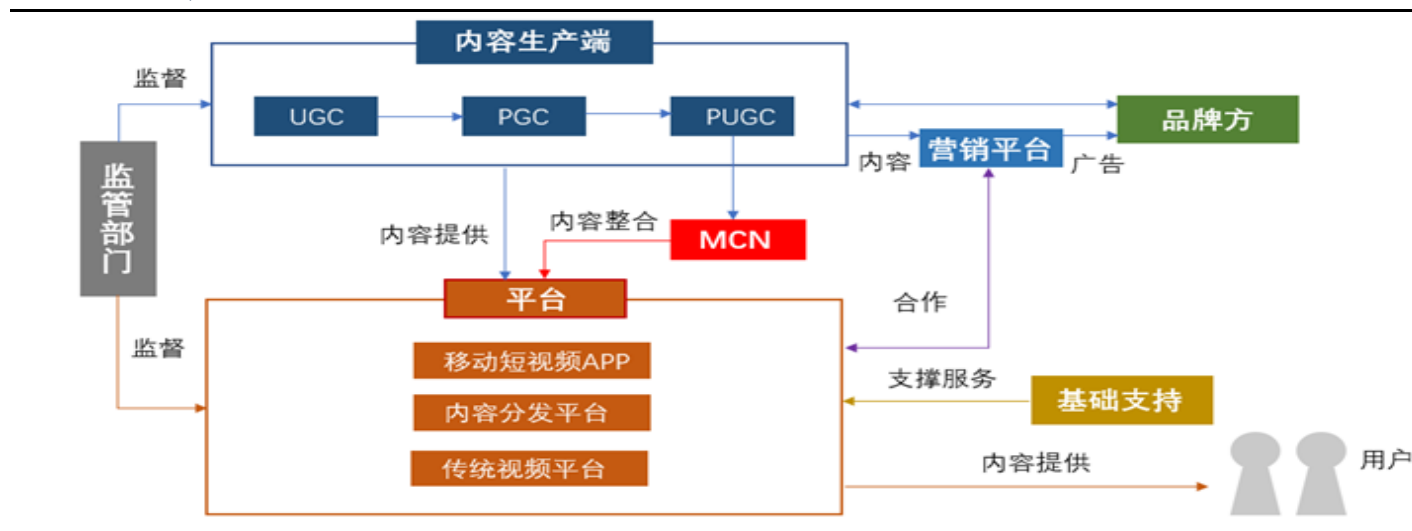 内容生产端
监督
UGC
PGC
PUGC
品牌方
营销平台
内容
广告
监管部门
内容提供
内容整合
MCN
平台
合作
监督
移动短视频APP
支撑服务
基础支持
内容分发平台
传统视频平台
内容提供
用户